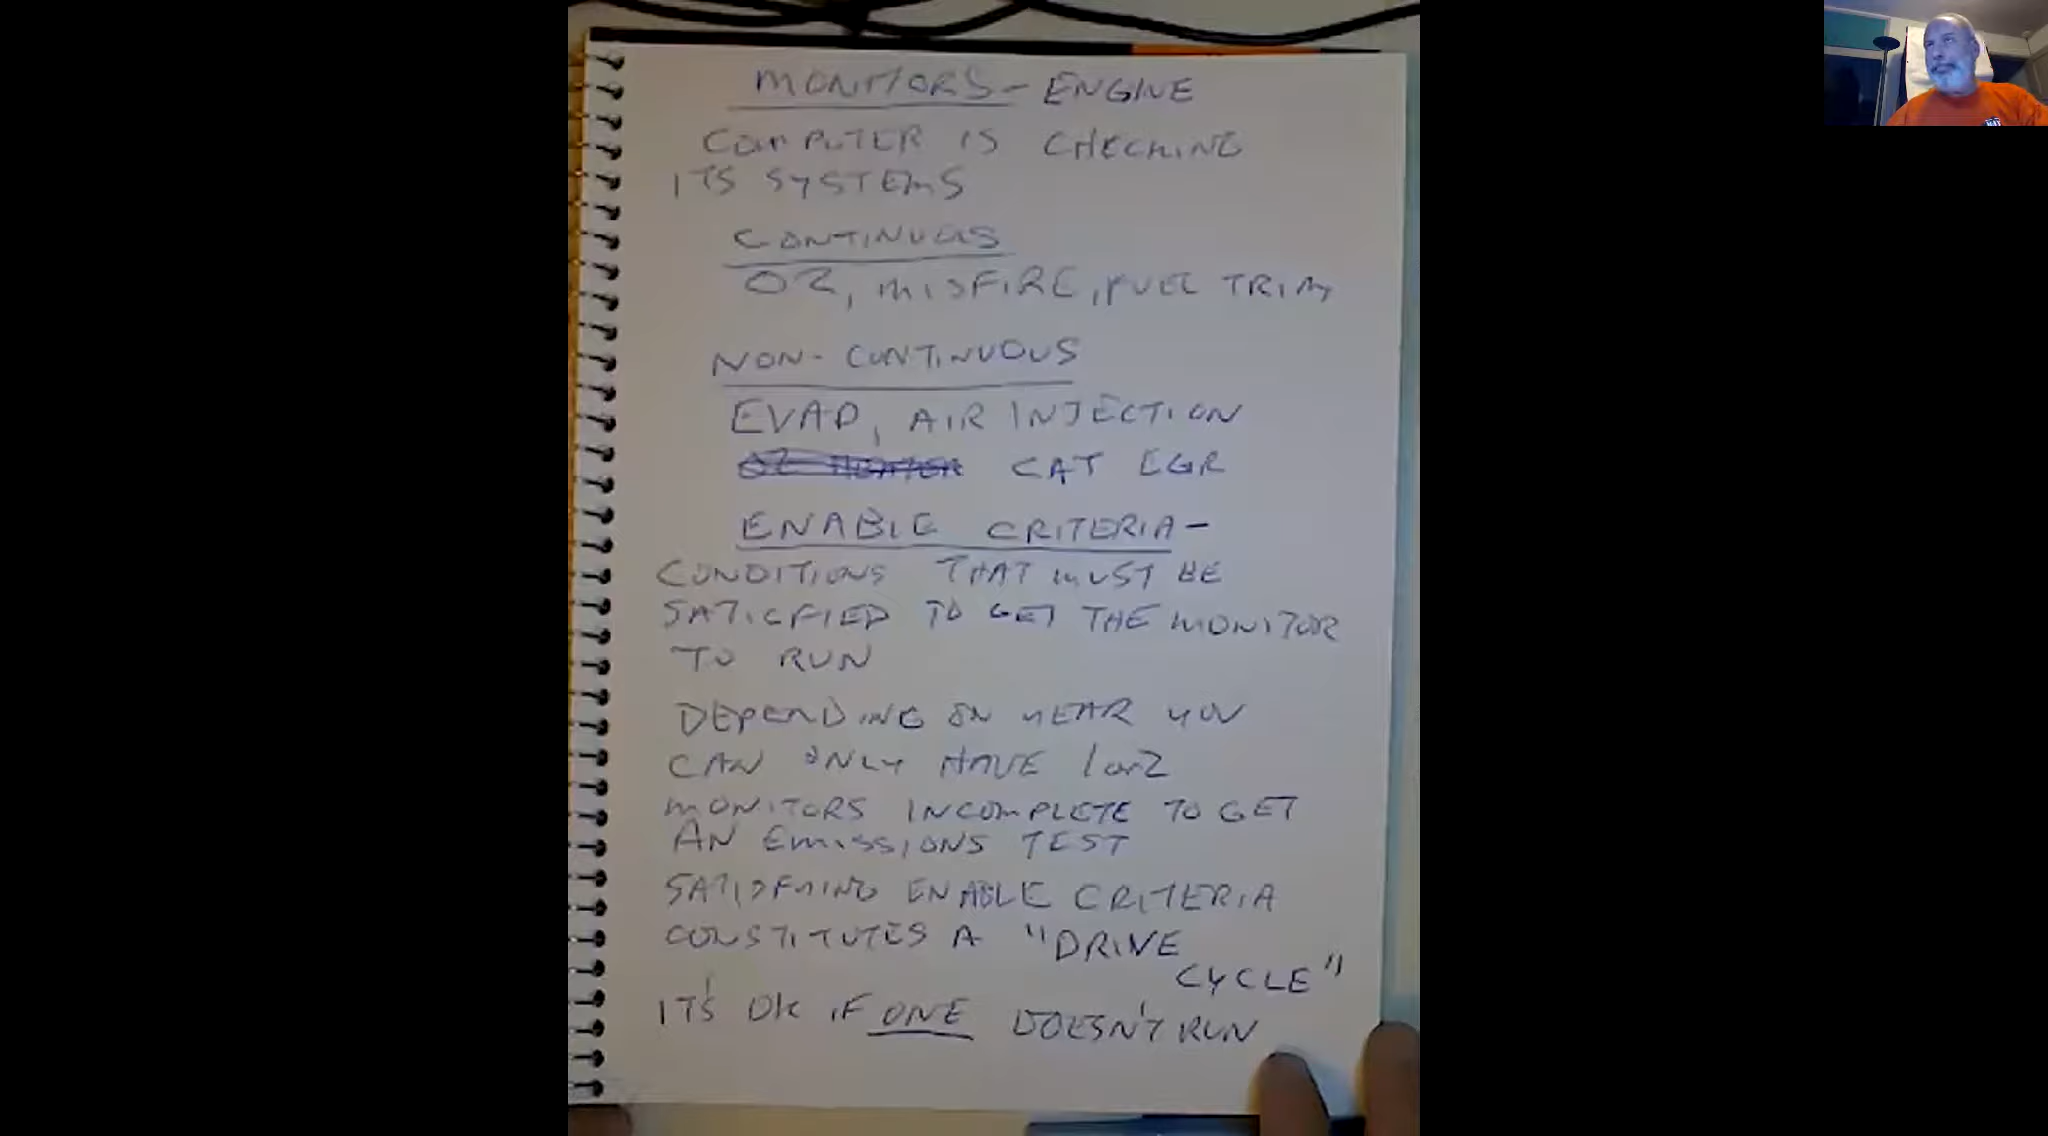 MONITORS - ENGINE
COMPUTER IS CHECKING
ITS SYSTEMS
CONTINUOUS
O2, MISFIRE, FUEL TRIM
NON-CONTINUOUS
EVAP, AIR INJECTION
CAT EGR
ENABLE CRITERIA -
CONDITIONS THAT MUST BE
SATICFIED TO GET THE MONITOR
TO RUN
DEPENDING ON YEAR YOU
CAN ONLY HAVE 1 or 2
MONITORS INCOMPLETE TO GET
AN EMISSIONS TEST
SATISFYING ENABLE CRITERIA
CONSTITUTES A "DRIVE
CYCLE"
IT'S OK IF ONE DOESN'T RUN